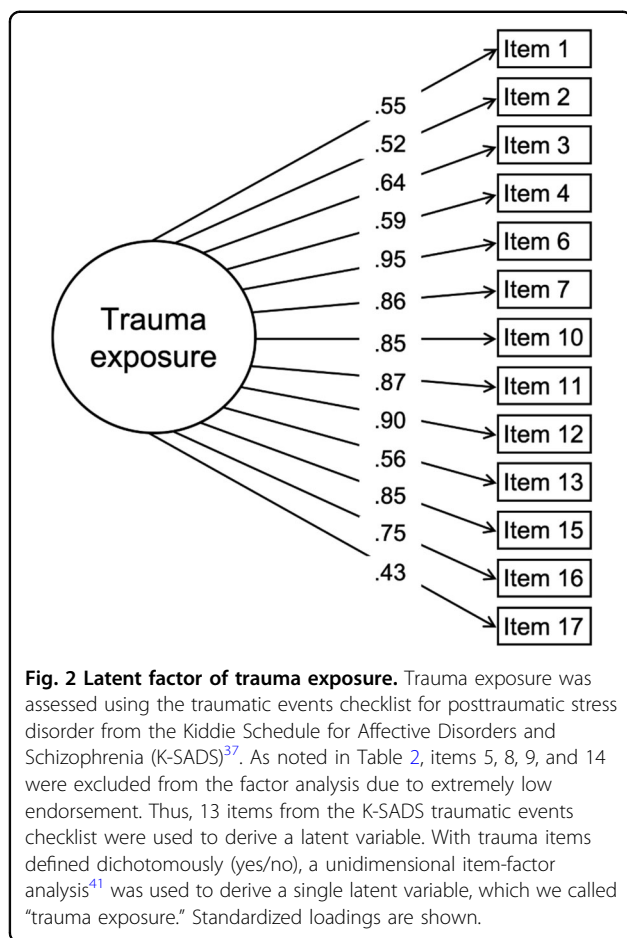 Item 1
.55
Item 2
.52
Item 3
.64
Item 4
.59
Item 6
.95
Item 7
.86
Trauma
exposure
.85
Item 10
.87
Item 11
.90
Item 12
.56
Item 13
.85
Item 15
.75
Item 16
.43
Item 17
Fig. 2 Latent factor of trauma exposure. Trauma exposure was
assessed using the traumatic events checklist for posttraumatic stress
disorder from the Kiddie Schedule for Affective Disorders and
Schizophrenia (K-SADS)³⁷. As noted in Table 2, items 5, 8, 9, and 14
were excluded from the factor analysis due to extremely low
endorsement. Thus, 13 items from the K-SADS traumatic events
checklist were used to derive a latent variable. With trauma items
defined dichotomously (yes/no), a unidimensional item-factor
analysis⁴¹ was used to derive a single latent variable, which we called
“trauma exposure.” Standardized loadings are shown.